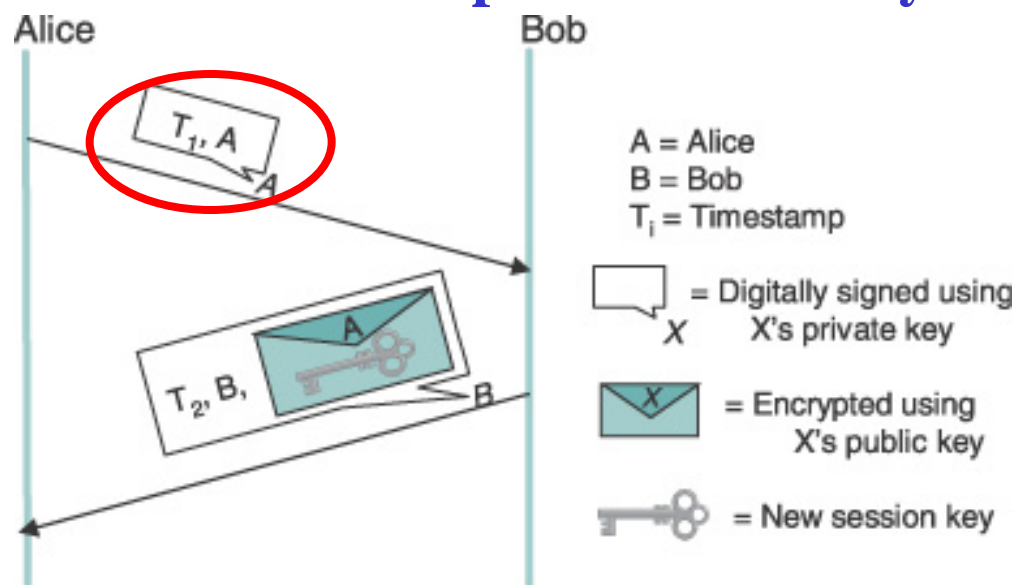 Alice
Bob
T1, A
A
A = Alice
B = Bob
Ti = Timestamp
= Digitally signed using
X
X's private key
A
T2, B,
B
X
= Encrypted using
X's public key
= New session key